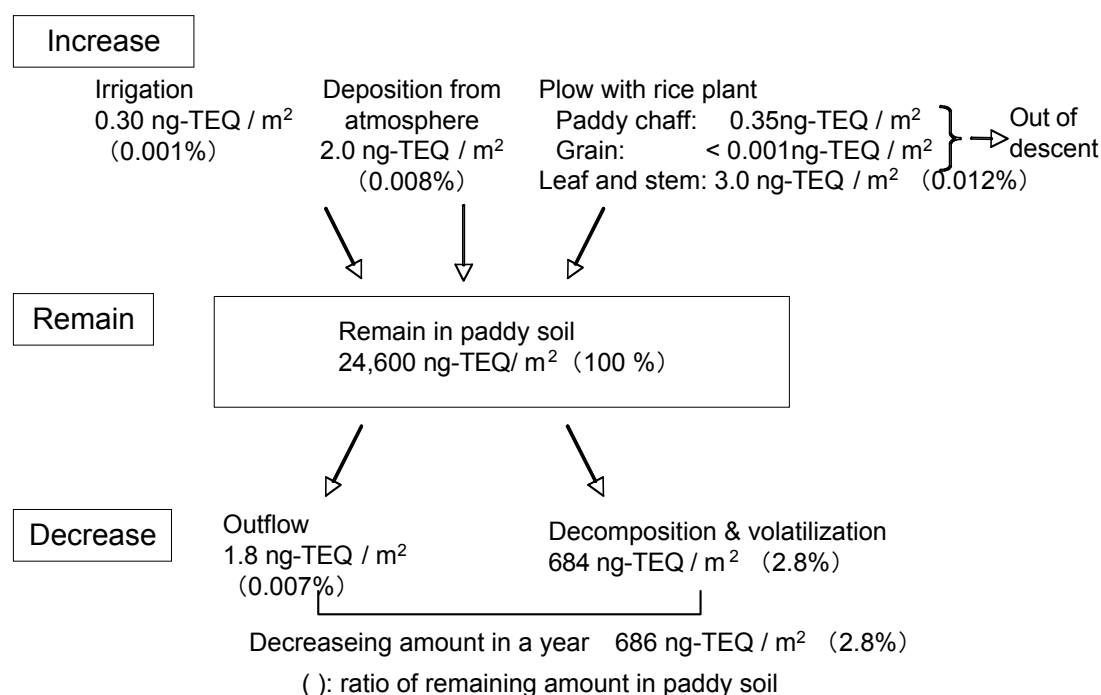 Increase
Irrigation
0.30 ng-TEQ / m²
（0.001%）
Deposition from
atmosphere
2.0 ng-TEQ / m²
（0.008%）
Plow with rice plant
Paddy chaff: 0.35ng-TEQ / m²
Grain: < 0.001ng-TEQ / m²
Leaf and stem: 3.0 ng-TEQ / m² （0.012%）
Out of
descent
Remain
Remain in paddy soil
24,600 ng-TEQ/ m²（100 %）
Decrease
Outflow
1.8 ng-TEQ / m²
（0.007%）
Decomposition & volatilization
684 ng-TEQ / m² （2.8%）
Decreaseing amount in a year 686 ng-TEQ / m² （2.8%）
( ): ratio of remaining amount in paddy soil